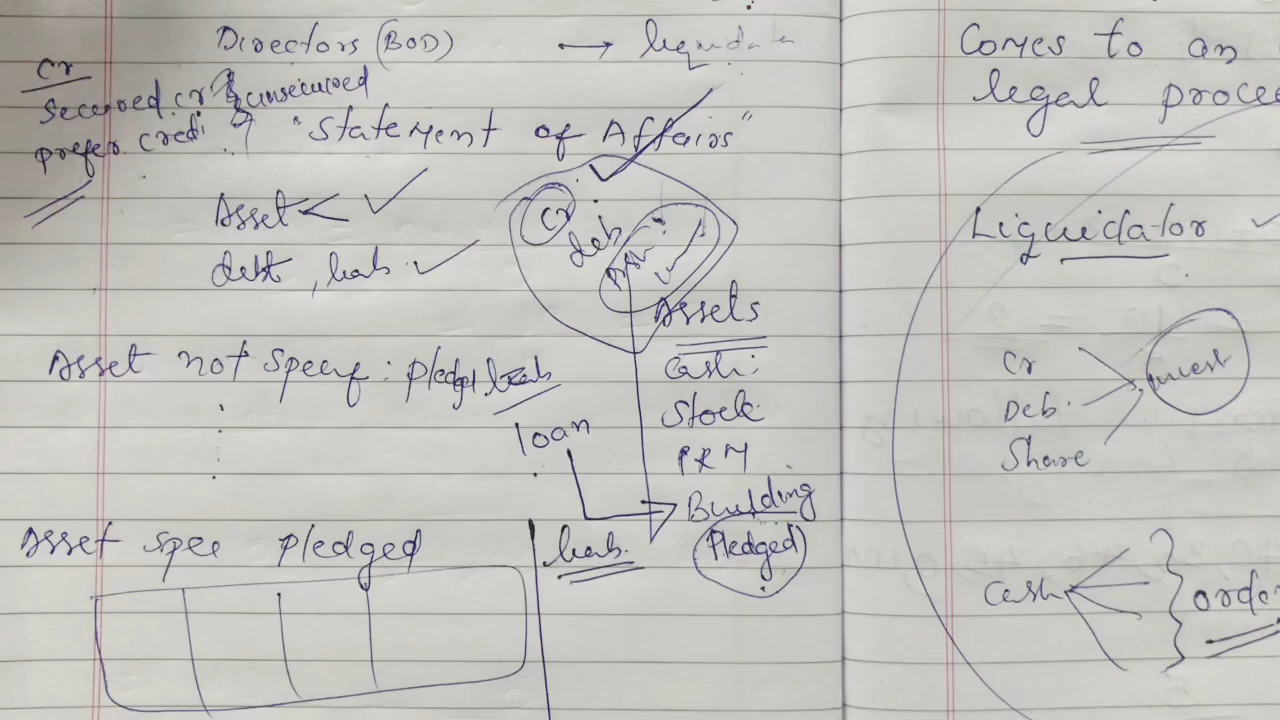 Directors (BOD) → liquidata
cr
Secured cr & unsecured
prefer credi
"Statement of Affairs"
Asset
debt, liab.
Cr
deb
Asset not specif: pledged
loan
Assets
Cash:
Stock
P&M
Building
(Pledged)
Asset spec pledged
liab.
Comes to an
legal proce
Liquidator
Cr
Deb.
Share
invest
Cash
order